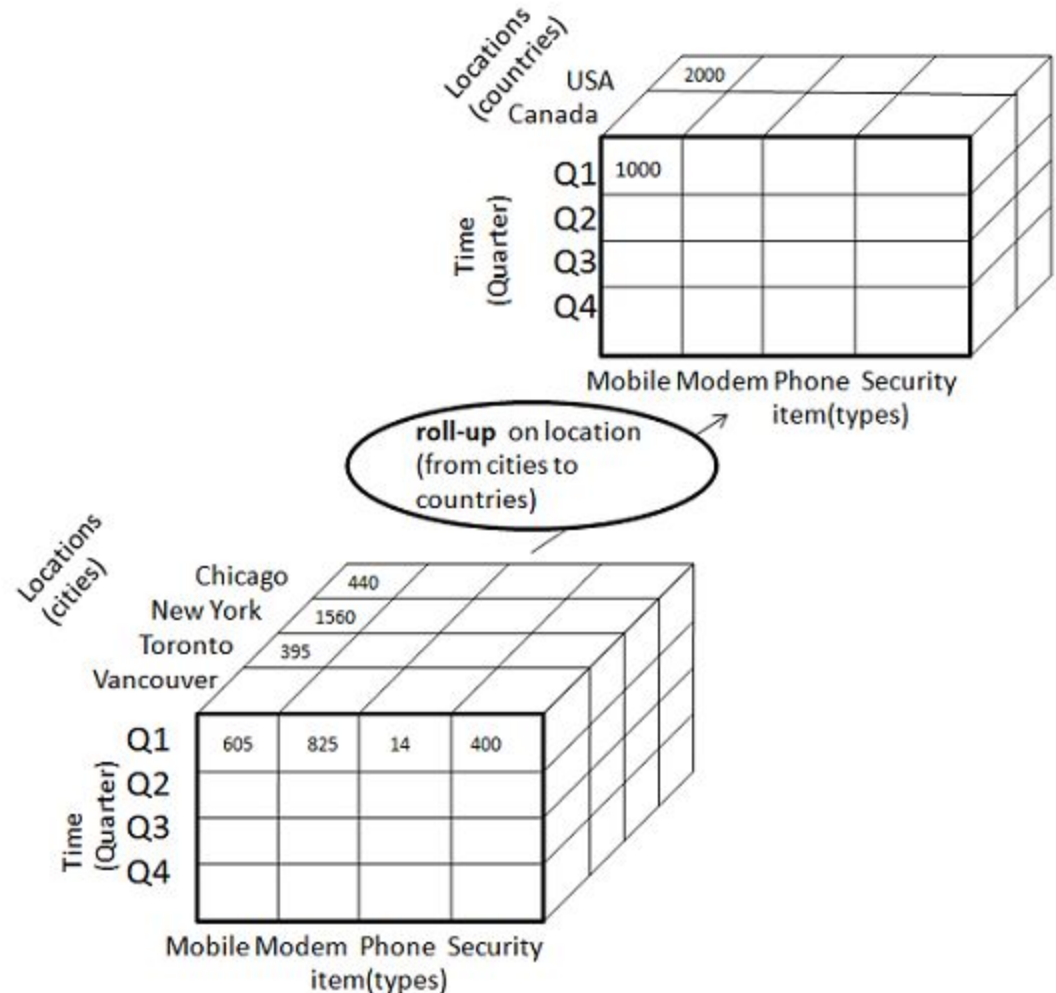 Locations
(countries)
USA
Canada
2000
Time
(Quarter)
Q1
Q2
Q3
Q4
1000
Mobile Modem Phone Security
item(types)
roll-up on location
(from cities to
countries)
Locations
(cities)
Chicago
New York
Toronto
Vancouver
440
1560
395
Time
(Quarter)
Q1
Q2
Q3
Q4
605 825 14 400
Mobile Modem Phone Security
item(types)